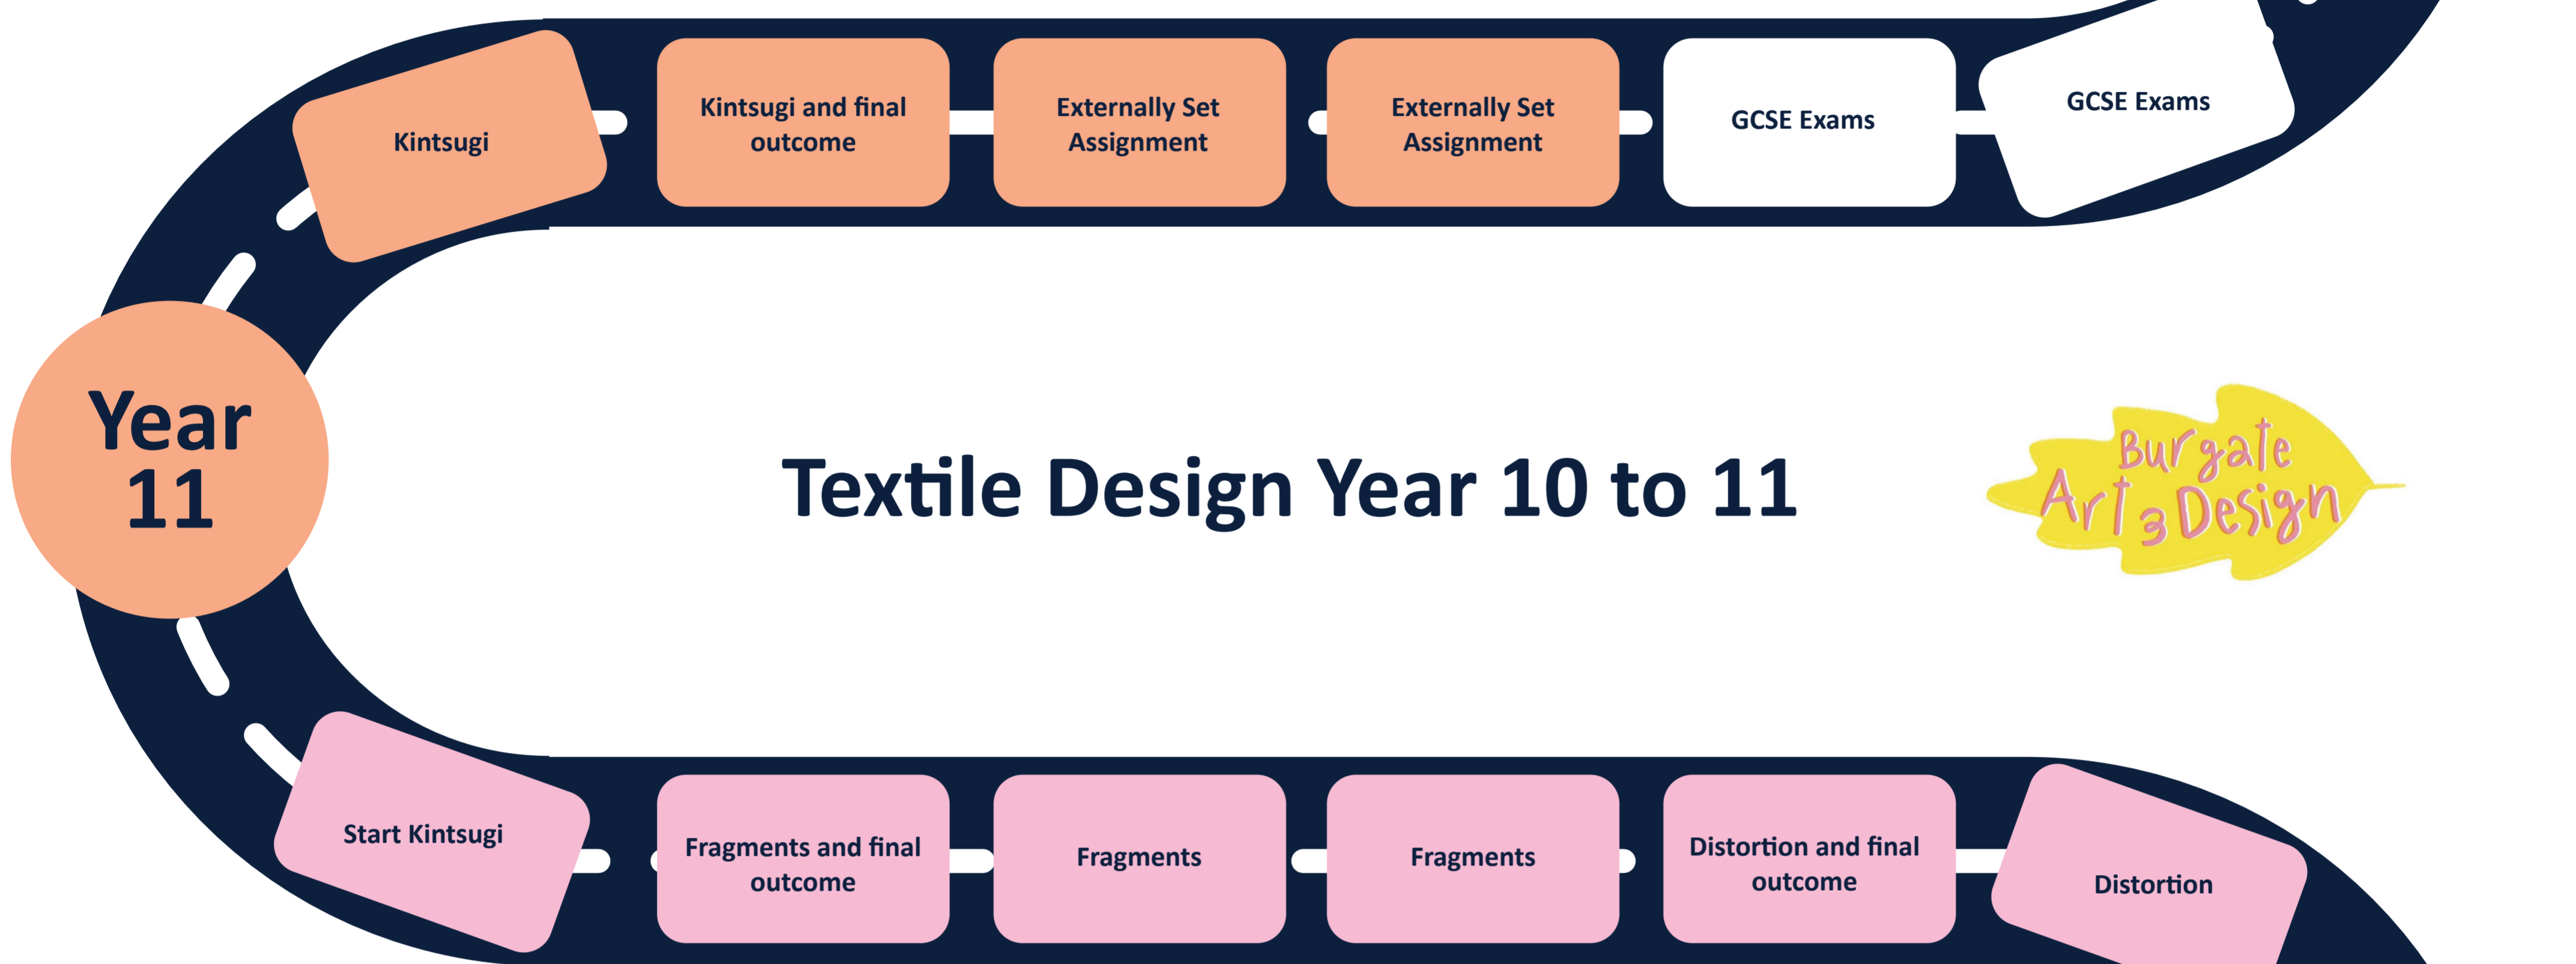 Kintsugi
Kintsugi and final
outcome
Externally Set
Assignment
Externally Set
Assignment
GCSE Exams
GCSE Exams
Year
11
Textile Design Year 10 to 11
Burgate
Art & Design
Start Kintsugi
Fragments and final
outcome
Fragments
Fragments
Distortion and final
outcome
Distortion